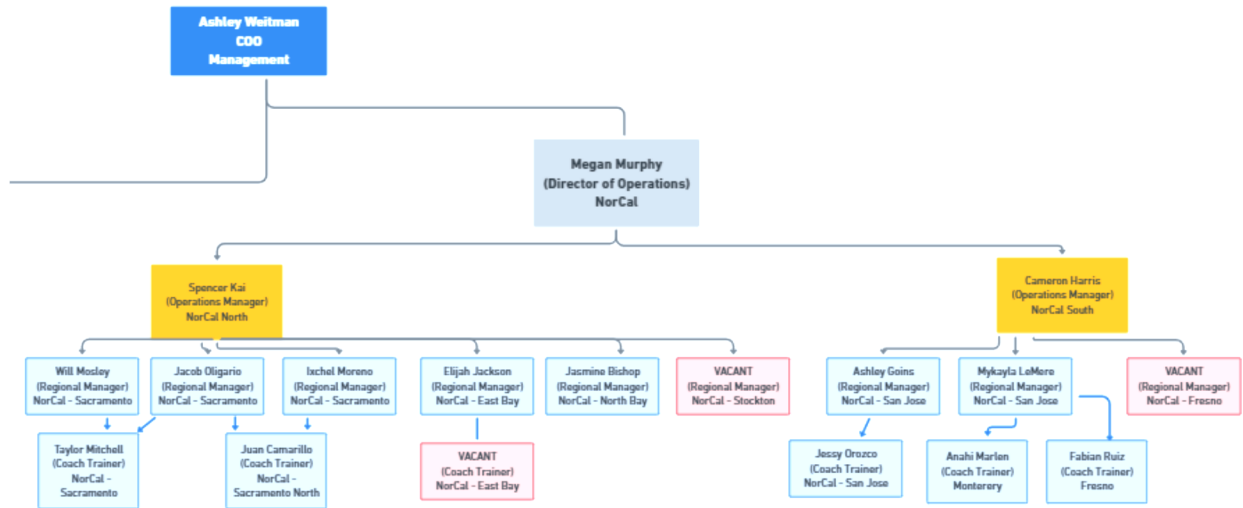 Ashley Weitman
COO
Management
Megan Murphy
(Director of Operations)
NorCal
Spencer Kai
(Operations Manager)
NorCal North
Cameron Harris
(Operations Manager)
NorCal South
Will Mosley
(Regional Manager)
NorCal - Sacramento
Jacob Oligario
(Regional Manager)
NorCal - Sacramento
Ixchel Moreno
(Regional Manager)
NorCal - Sacramento
Elijah Jackson
(Regional Manager)
NorCal - East Bay
Jasmine Bishop
(Regional Manager)
NorCal - North Bay
VACANT
(Regional Manager)
NorCal - Stockton
Ashley Goins
(Regional Manager)
NorCal - San Jose
Mykayla LeMere
(Regional Manager)
NorCal - San Jose
VACANT
(Regional Manager)
NorCal - Fresno
Taylor Mitchell
(Coach Trainer)
NorCal -
Sacramento
Juan Camarillo
(Coach Trainer)
NorCal -
Sacramento North
VACANT
(Coach Trainer)
NorCal - East Bay
Jessy Orozco
(Coach Trainer)
NorCal - San Jose
Anahi Marlen
(Coach Trainer)
Monterery
Fabian Ruiz
(Coach Trainer)
Fresno